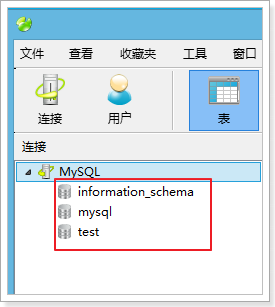 文件 查看 收藏夹 工具 窗口
连接 用户 表
连接
MySQL
information_schema
mysql
test